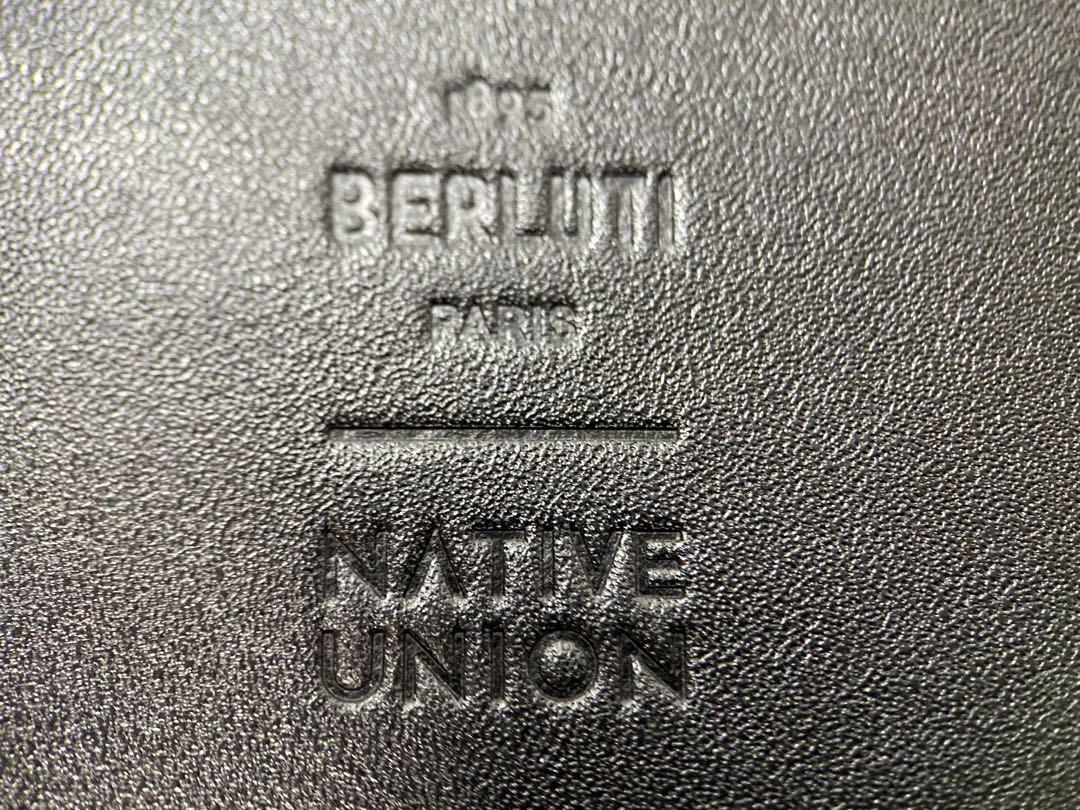 1895
BERLUTI
PARIS
NATIVE
UNION